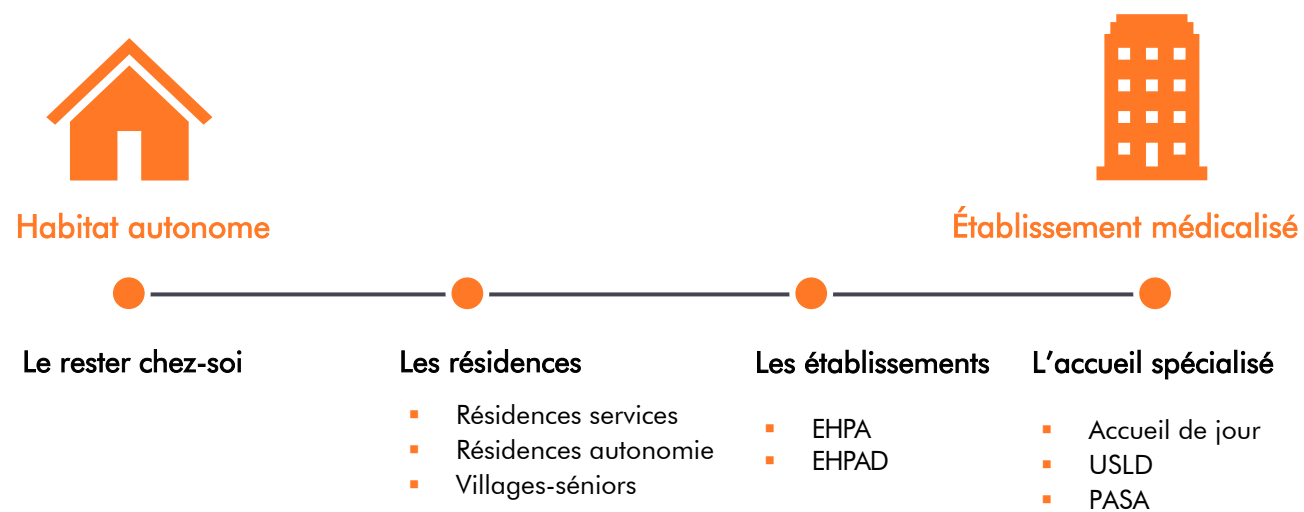 Habitat autonome
Établissement médicalisé
Le rester chez-soi
Les résidences
Résidences services
Résidences autonomie
Villages-séniors
Les établissements
EHPA
EHPAD
L’accueil spécialisé
Accueil de jour
USLD
PASA